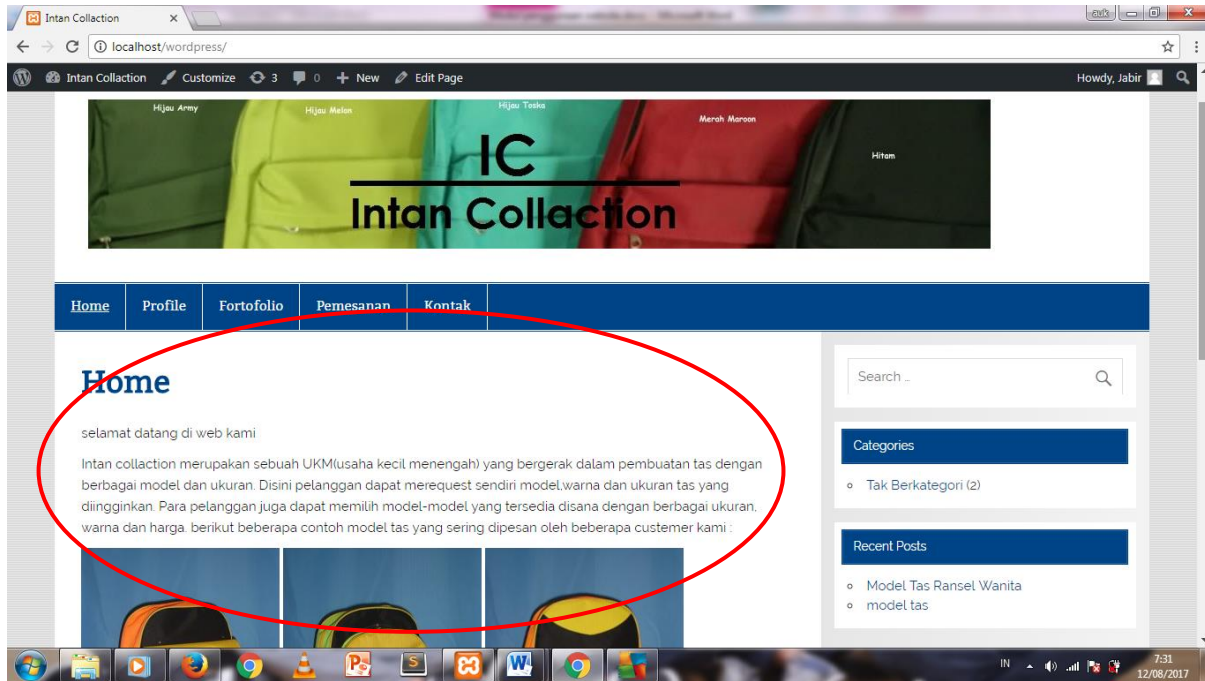 Intan Collaction
localhost/wordpress/
Intan Collaction Customize 3 0 New Edit Page Howdy, Jabir
Hijau Army Hijau Melon Hijau Toska Merah Maroon Hitam
IC
Intan Collaction
Home Profile Fortofolio Pemesanan Kontak
Home
selamat datang di web kami
Intan collaction merupakan sebuah UKM(usaha kecil menengah) yang bergerak dalam pembuatan tas dengan
berbagai model dan ukuran. Disini pelanggan dapat merequest sendiri model,warna dan ukuran tas yang
diingginkan. Para pelanggan juga dapat memilih model-model yang tersedia disana dengan berbagai ukuran,
warna dan harga. berikut beberapa contoh model tas yang sering dipesan oleh beberapa custemer kami :
Search …
Categories
Tak Berkategori (2)
Recent Posts
Model Tas Ransel Wanita
model tas
IN
7:31
12/08/2017